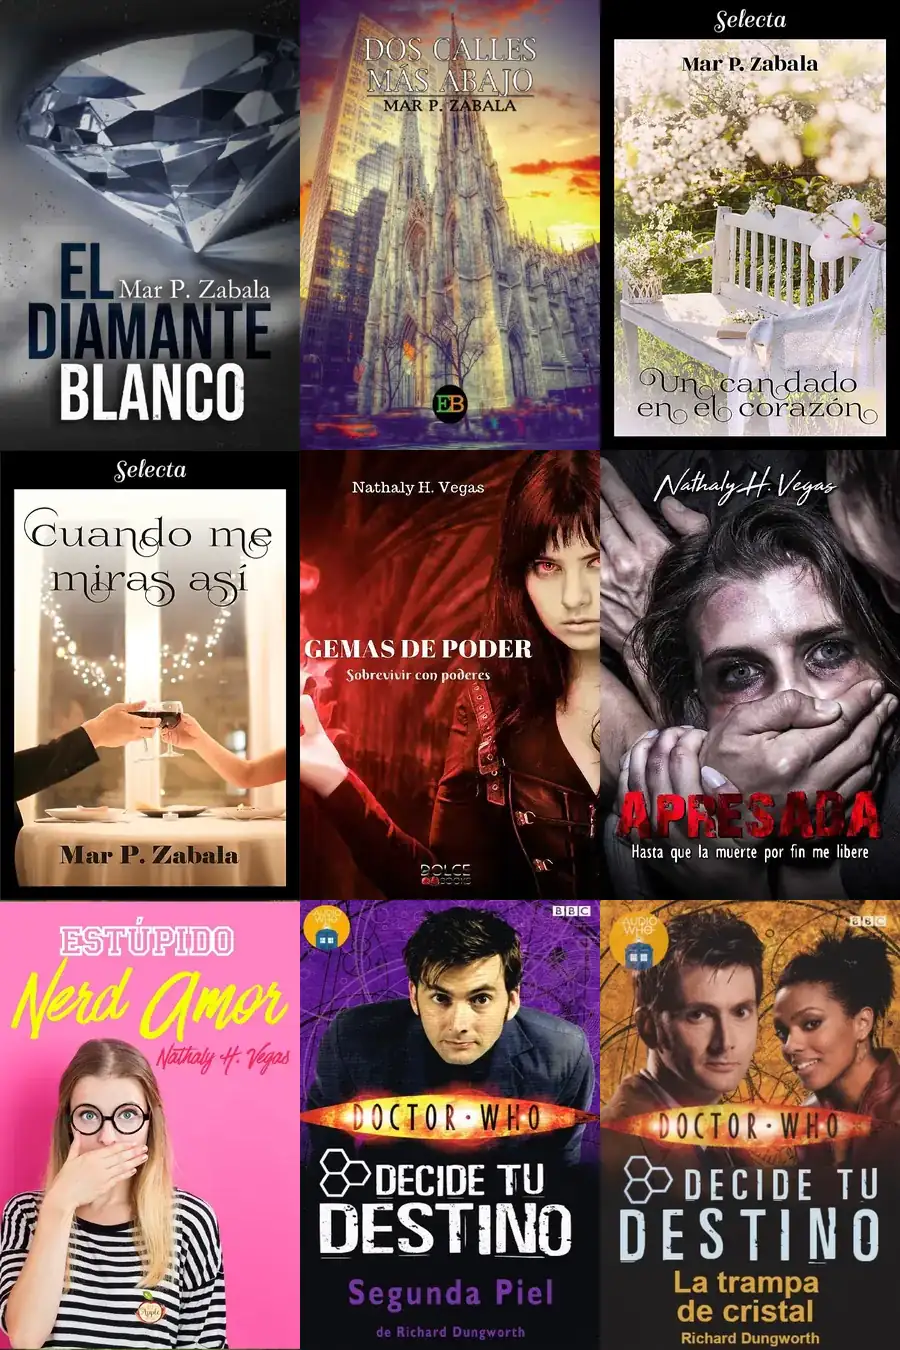 EL
Mar P. Zabala
DIAMANTE
BLANCO
DOS CALLES
MÁS ABAJO
MAR P. ZABALA
EB
Selecta
Mar P. Zabala
Un candado
en el corazón
Selecta
Cuando me
miras así
Mar P. Zabala
Nathaly H. Vegas
GEMAS DE PODER
Sobrevivir con poderes
DOLCE
BOOKS
Nathaly H. Vegas
APRESADA
Hasta que la muerte por fin me libere
ESTÚPIDO
Nerd Amor
Nathaly H. Vegas
Apple
AUDIO
WHO
BBC
DOCTOR·WHO
DECIDE TU
DESTINO
Segunda Piel
de Richard Dungworth
AUDIO
WHO
BBC
DOCTOR·WHO
DECIDE TU
DESTINO
La trampa
de cristal
Richard Dungworth